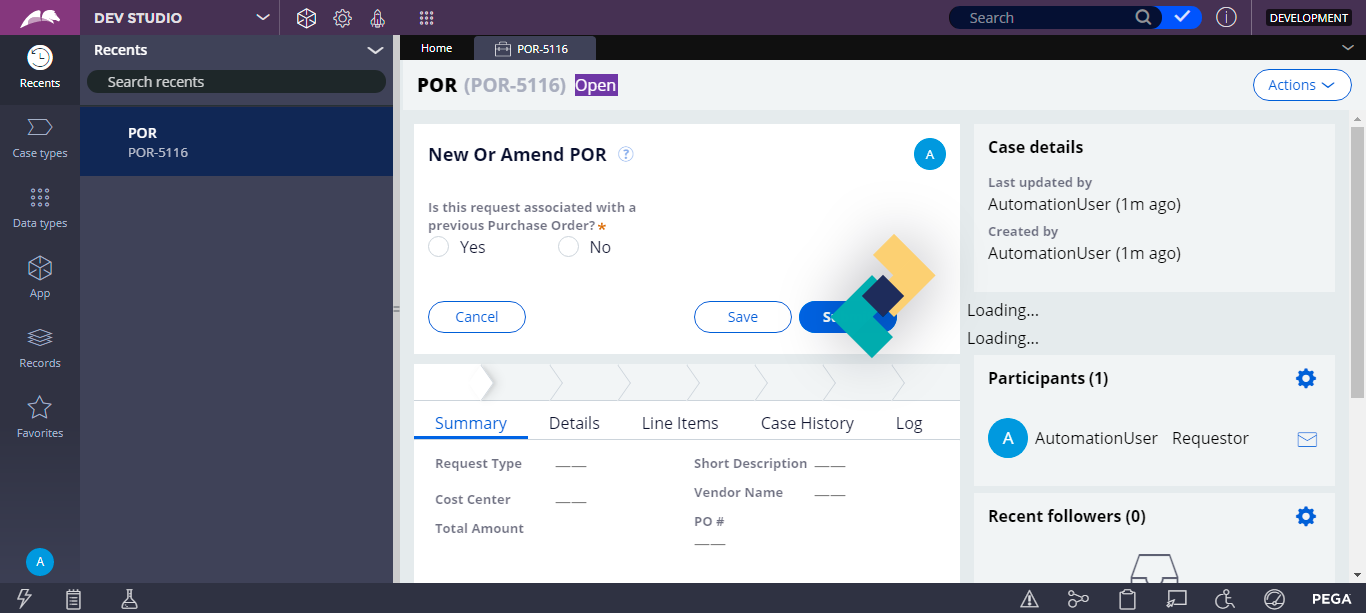 DEV STUDIO
Search
DEVELOPMENT
Recents
Recents
Search recents
POR
POR-5116
Case types
Data types
App
Records
Favorites
A
Home
POR-5116
POR (POR-5116) Open
Actions
New Or Amend POR ?
A
Is this request associated with a
previous Purchase Order? *
Yes
No
Cancel
Save
Summary
Details
Line Items
Case History
Log
Request Type
Short Description
Cost Center
Vendor Name
Total Amount
PO #
Case details
Last updated by
AutomationUser (1m ago)
Created by
AutomationUser (1m ago)
Loading...
Loading...
Participants (1)
A
AutomationUser
Requestor
Recent followers (0)
PEGA